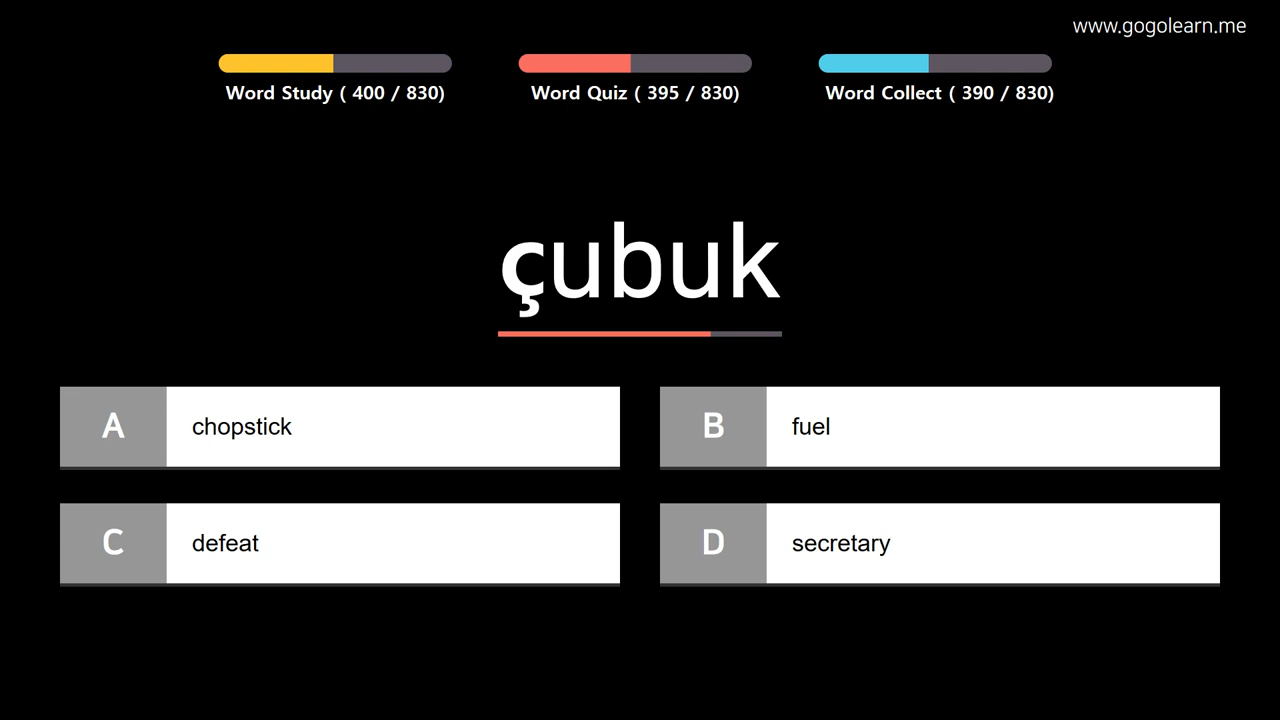 www.gogolearn.me
Word Study ( 400 / 830)
Word Quiz ( 395 / 830)
Word Collect ( 390 / 830)
çubuk
A chopstick
B fuel
C defeat
D secretary